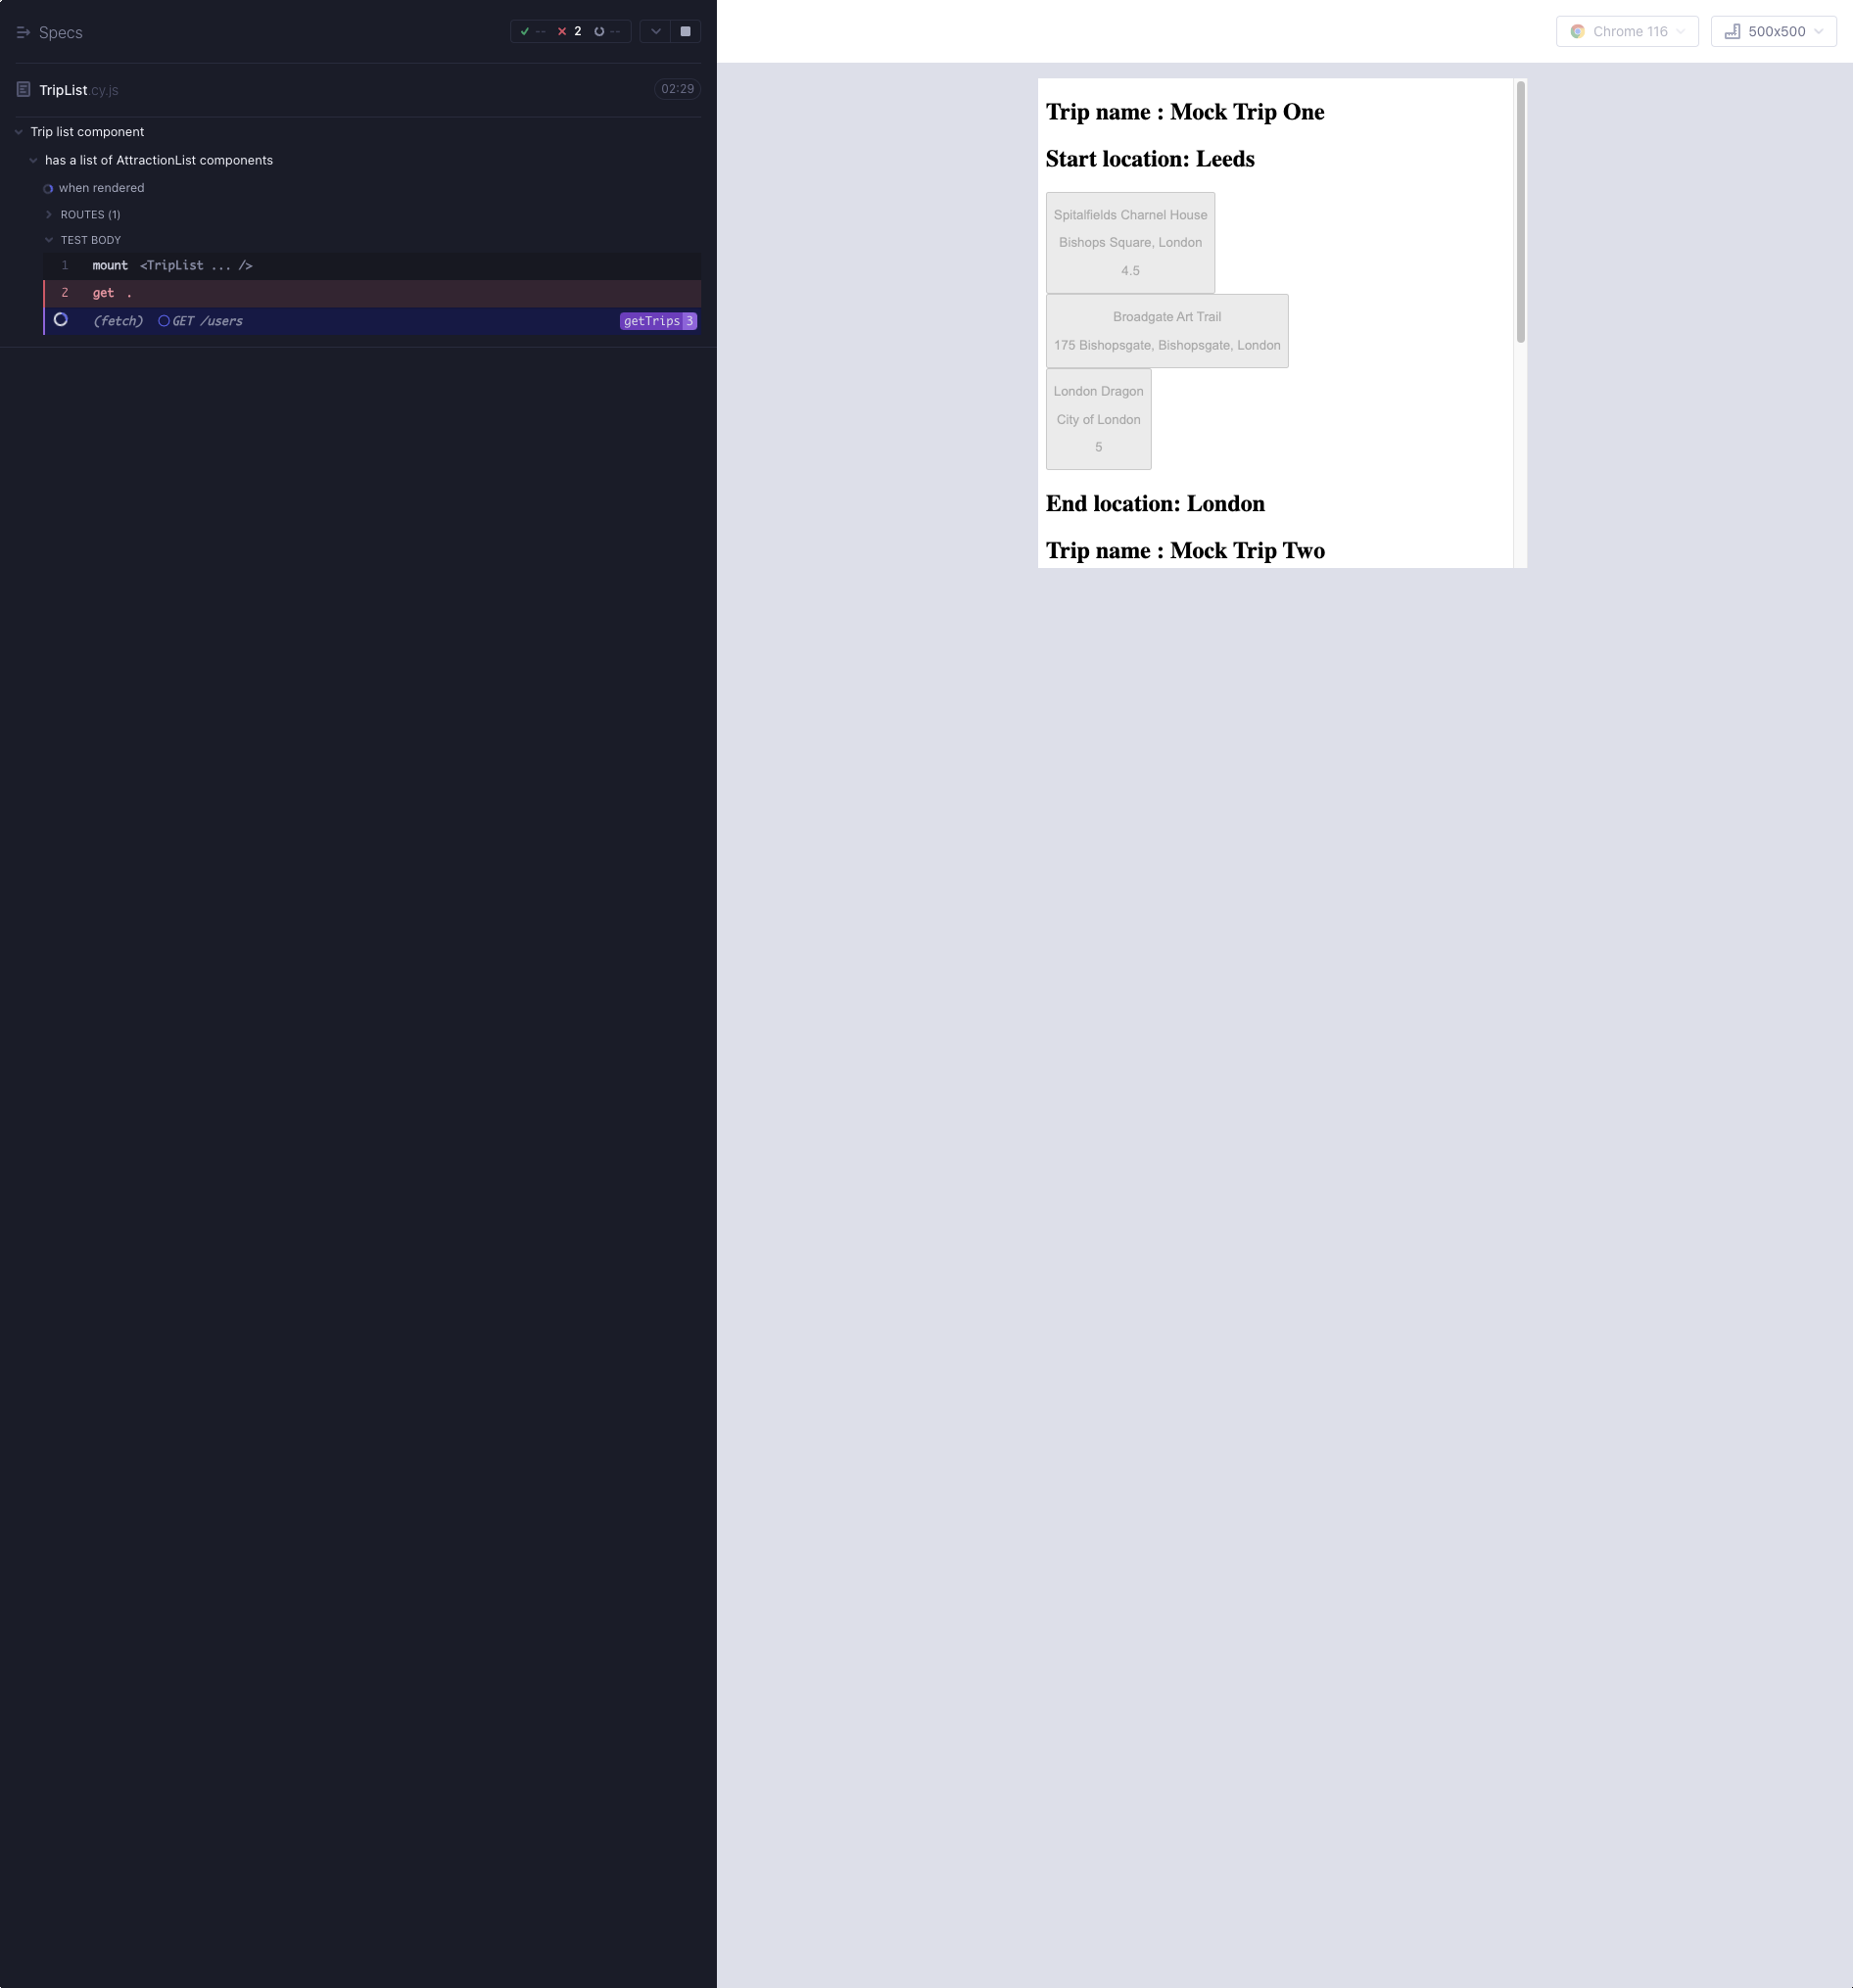 Specs
-- 2 --
TripList.cy.js 02:29
Trip list component
has a list of AttractionList components
when rendered
ROUTES (1)
TEST BODY
1 mount <TripList ... />
2 get .
(fetch) GET /users getTrips 3
Chrome 116 500x500
Trip name : Mock Trip One
Start location: Leeds
Spitalfields Charnel House
Bishops Square, London
4.5
Broadgate Art Trail
175 Bishopsgate, Bishopsgate, London
London Dragon
City of London
5
End location: London
Trip name : Mock Trip Two